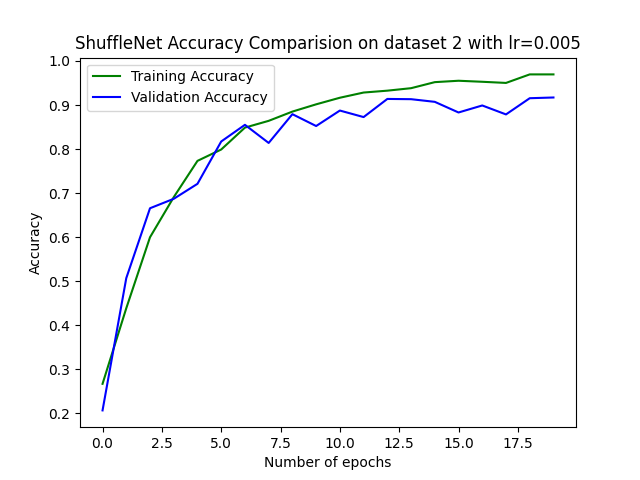 ShuffleNet Accuracy Comparision on dataset 2 with lr=0.005
Training Accuracy
Validation Accuracy
1.0
0.9
0.8
0.7
0.6
0.5
0.4
0.3
0.2
Accuracy
0.0 2.5 5.0 7.5 10.0 12.5 15.0 17.5
Number of epochs